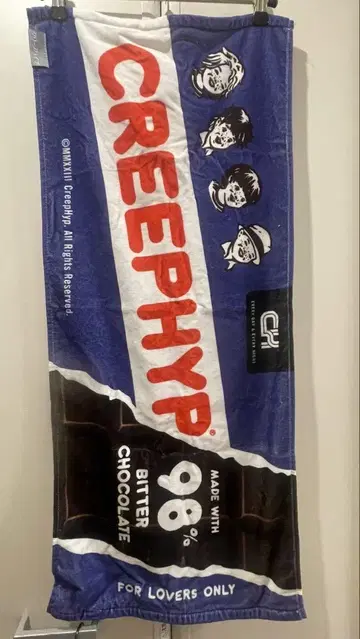 CREEPHYP®
©MMXXIII CreepHyp. All Rights Reserved.
CH
MADE WITH
98%
BITTER
CHOCOLATE
FOR LOVERS ONLY